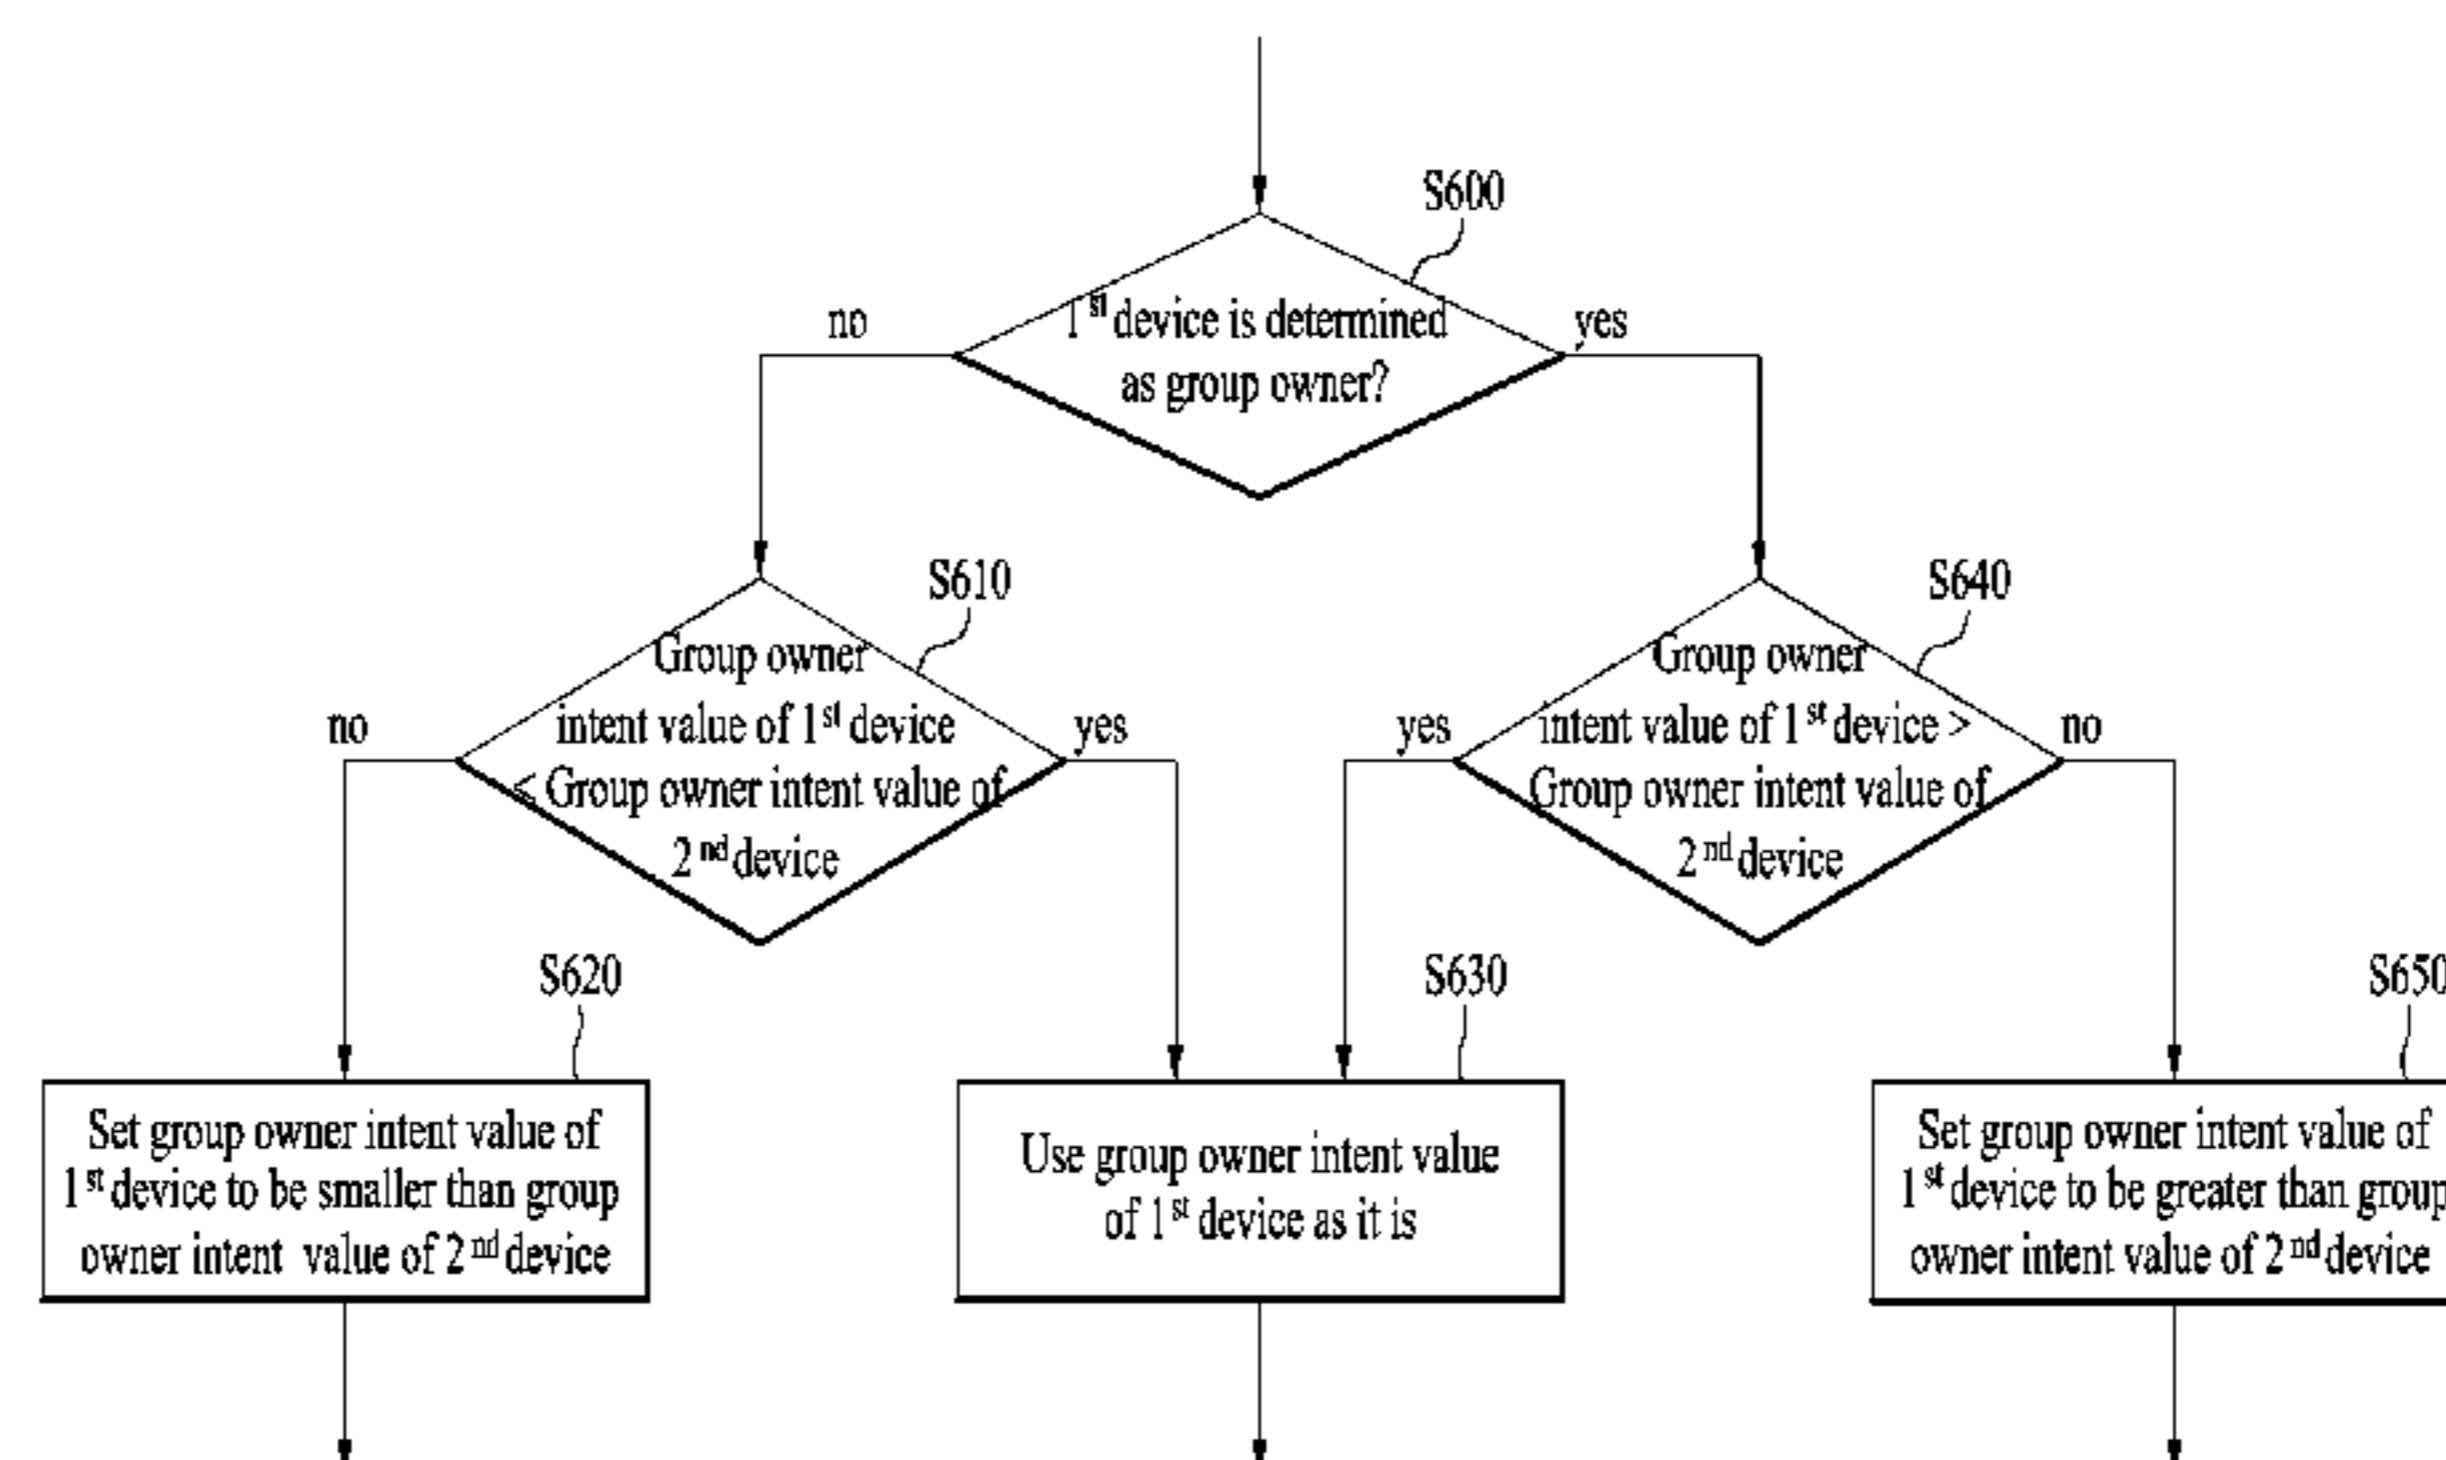 S600
no
1st device is determined
as group owner?
yes
S610
S640
no
Group owner
intent value of 1st device
< Group owner intent value of
2nd device
yes
yes
Group owner
intent value of 1st device >
Group owner intent value of
2nd device
no
S620
S630
S650
Set group owner intent value of
1st device to be smaller than group
owner intent value of 2nd device
Use group owner intent value
of 1st device as it is
Set group owner intent value of
1st device to be greater than group
owner intent value of 2nd device